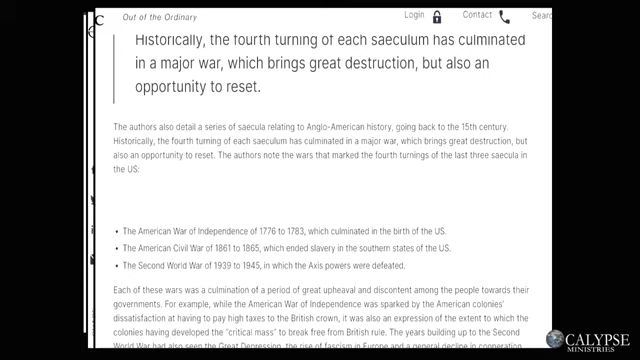 Out of the Ordinary
Login
Contact
Searc
Historically, the fourth turning of each saeculum has culminated
in a major war, which brings great destruction, but also an
opportunity to reset.
The authors also detail a series of saecula relating to Anglo-American history, going back to the 15th century.
Historically, the fourth turning of each saeculum has culminated in a major war, which brings great destruction, but
also an opportunity to reset. The authors note the wars that marked the fourth turnings of the last three saecula in
the US:
• The American War of Independence of 1776 to 1783, which culminated in the birth of the US.
• The American Civil War of 1861 to 1865, which ended slavery in the southern states of the US.
• The Second World War of 1939 to 1945, in which the Axis powers were defeated.
Each of these wars was a culmination of a period of great upheaval and discontent among the people towards their
governments. For example, while the American War of Independence was sparked by the American colonies'
dissatisfaction at having to pay high taxes to the British crown, it was also an expression of the extent to which the
colonies having developed the "critical mass" to break free from British rule. The years building up to the Second
World War had also seen the Great Depression, the rise of fascism in Europe and a general decline in cooperation
CALYPSE
MINISTRIES